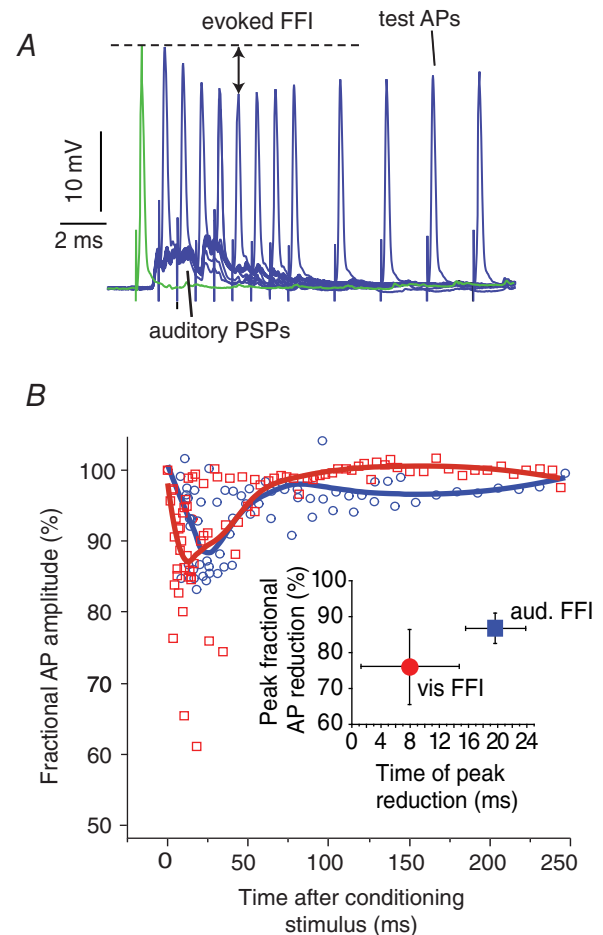 A
evoked FFI
test APs
10 mV
2 ms
auditory PSPs
B
Fractional AP amplitude (%)
100
90
80
70
60
50
0
50
100
150
200
250
Time after conditioning
stimulus (ms)
Peak fractional
AP reduction (%)
100
90
80
70
60
aud. FFI
vis FFI
0 4 8 12 16 20 24
Time of peak
reduction (ms)